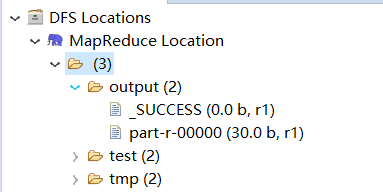 DFS Locations
MapReduce Location
(3)
output (2)
_SUCCESS (0.0 b, r1)
part-r-00000 (30.0 b, r1)
test (2)
tmp (2)